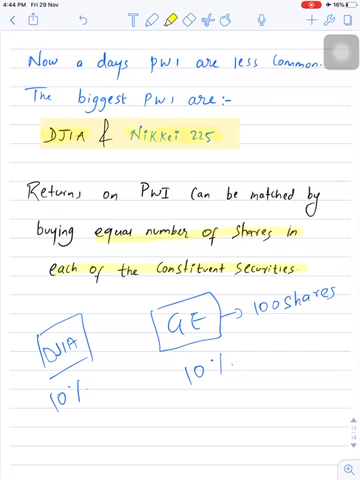 4:44 PM Fri 29 Nov
16%
Now a days PWI are less common.
The biggest PWI are:-
DJIA & Nikkei 225
Returns on PWI can be matched by
buying equal number of shares in
each of the constituent securities.
DJIA
10%
GE → 100 shares
10%